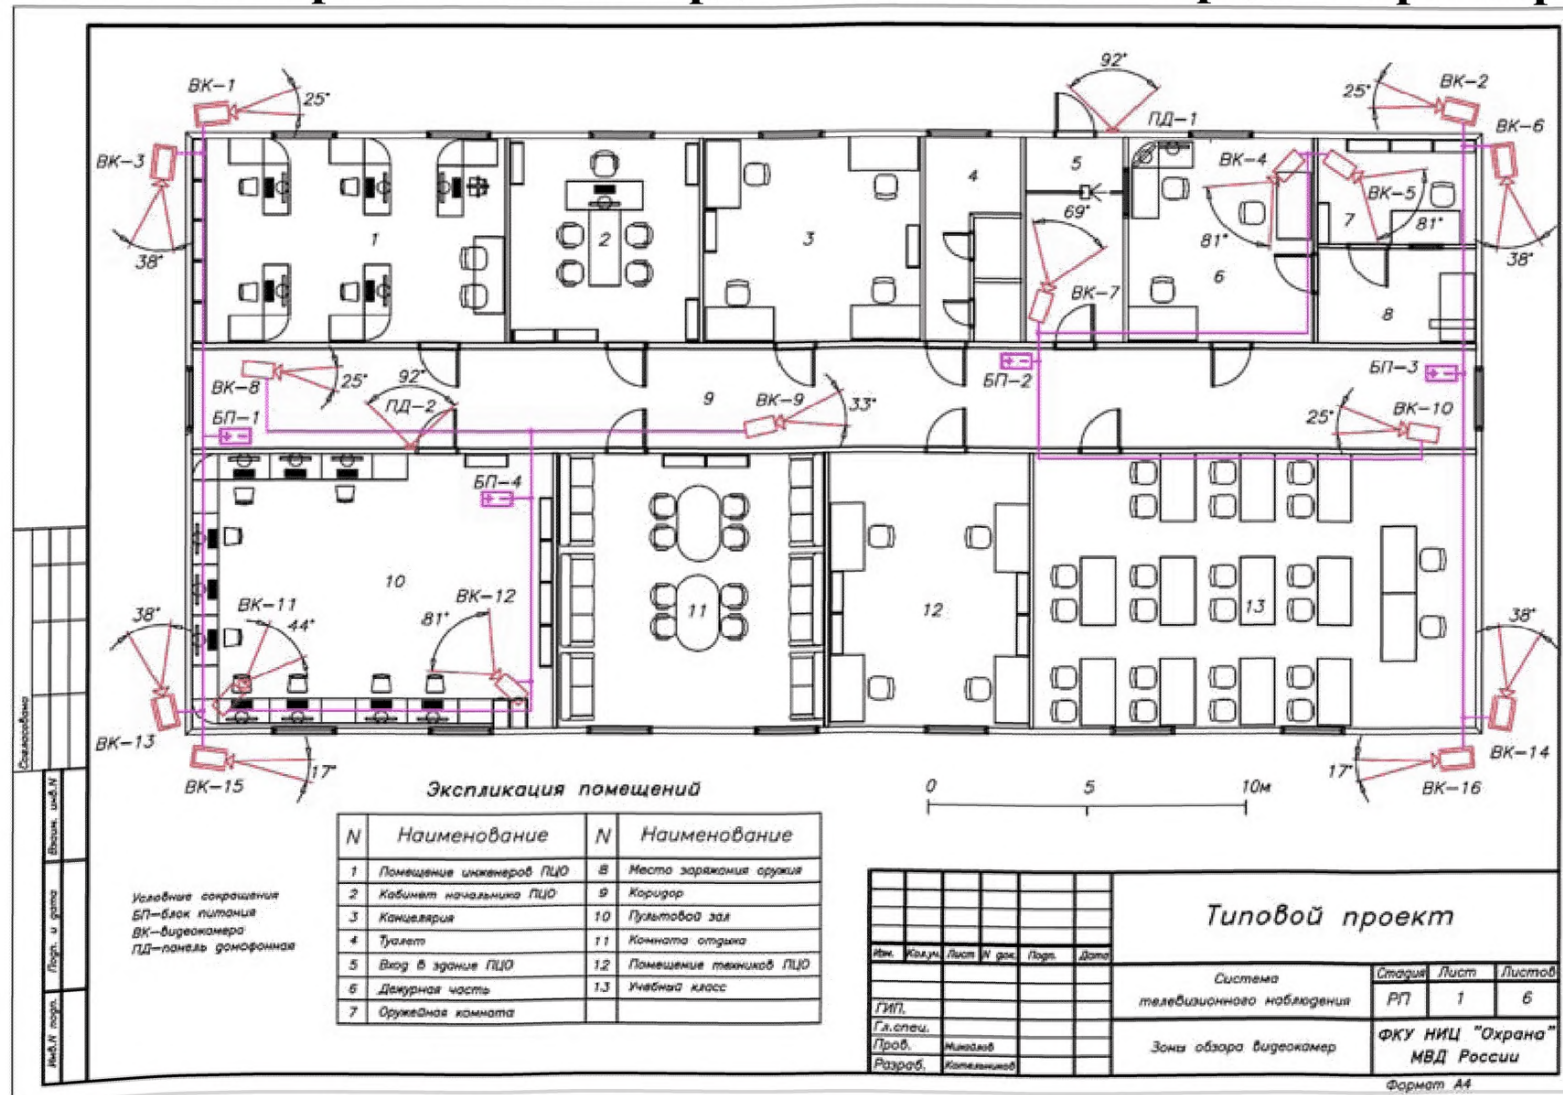 ВК-1
25°
92°
ПД-1
25°
ВК-2
ВК-3
ВК-6
38°
38°
1
2
3
4
5
69°
ВК-7
ВК-4
81°
6
ВК-5
81°
7
8
ВК-8
25°
92°
ПД-2
БП-1
9
ВК-9
33°
БП-2
БП-3
25°
ВК-10
БП-4
10
ВК-11
44°
ВК-12
81°
11
12
13
38°
38°
ВК-13
ВК-14
ВК-15
17°
17°
ВК-16
0 5 10м
Экспликация помещений
N Наименование N Наименование
1 Помещение инженеров ПЦО 8 Место заряжания оружия
2 Кабинет начальника ПЦО 9 Коридор
3 Канцелярия 10 Пультовой зал
4 Туалет 11 Комната отдыха
5 Вход в здание ПЦО 12 Помещение техников ПЦО
6 Дежурная часть 13 Учебный класс
7 Оружейная комната
Условные сокращения
БП-блок питания
ВК-видеокамера
ПД-панель домофонная
Согласовано
Взаим. инв.N
Подп. и дата
Инв.N подп.
Типовой проект
Изм. Кол.уч. Лист N док. Подп. Дата
Система
телевизионного наблюдения
Стадия Лист Листов
РП 1 6
ГИП.
Гл.спец.
Пров. Михайлов
Разраб. Котельников
Зоны обзора видеокамер
ФКУ НИЦ "Охрана"
МВД России
Формат А4